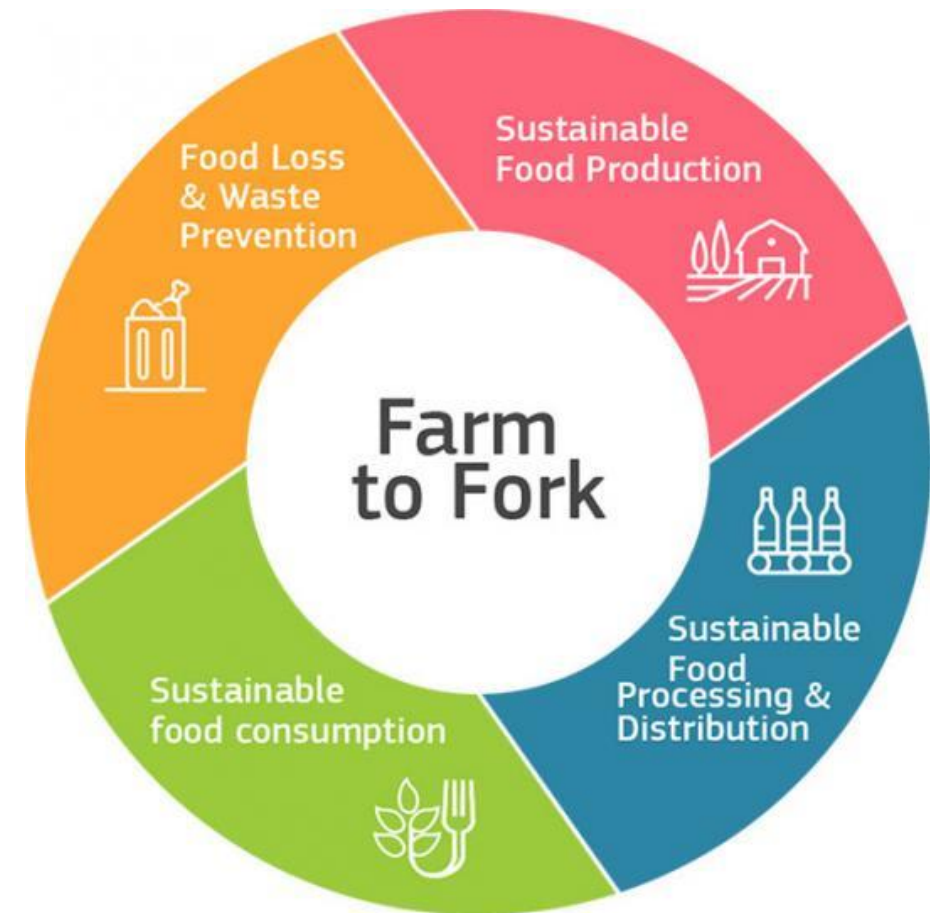 Sustainable
Food Production
Sustainable
Food
Processing &
Distribution
Sustainable
food consumption
Food Loss
& Waste
Prevention
Farm
to Fork